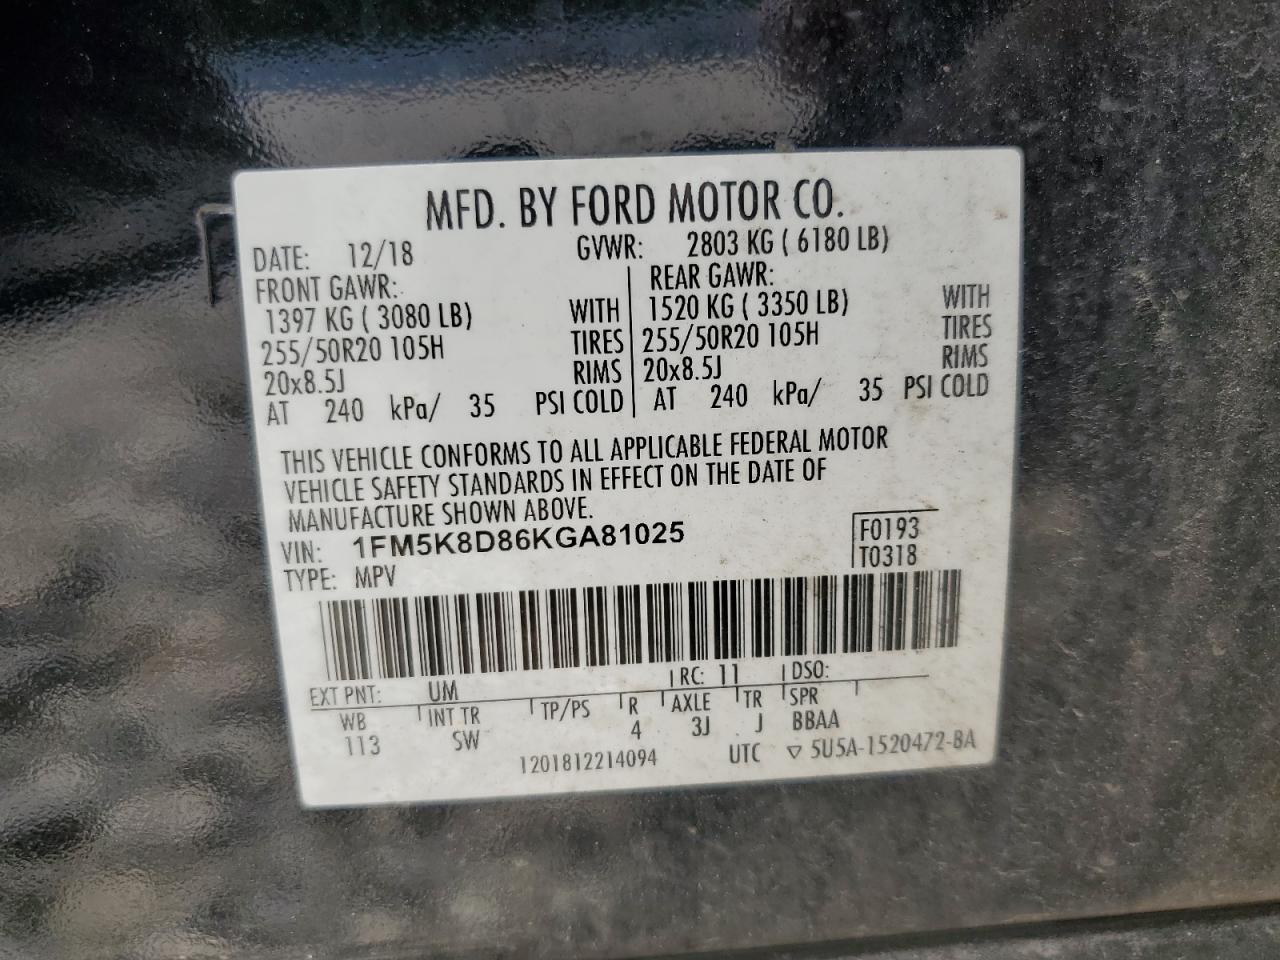 MFD. BY FORD MOTOR CO.
DATE: 12/18 GVWR: 2803 KG ( 6180 LB)
FRONT GAWR: REAR GAWR:
1397 KG ( 3080 LB) WITH 1520 KG ( 3350 LB) WITH
255/50R20 105H TIRES 255/50R20 105H TIRES
20x8.5J RIMS 20x8.5J RIMS
AT 240 kPa/ 35 PSI COLD AT 240 kPa/ 35 PSI COLD
THIS VEHICLE CONFORMS TO ALL APPLICABLE FEDERAL MOTOR
VEHICLE SAFETY STANDARDS IN EFFECT ON THE DATE OF
MANUFACTURE SHOWN ABOVE.
VIN: 1FM5K8D86KGA81025 F0193
TYPE: MPV T0318
EXT PNT: UM RC: 11 DSO:
WB INT TR TP/PS R AXLE TR SPR
113 SW 4 3J J BBAA
1201812214094 UTC ▽ 5U5A-1520472-BA